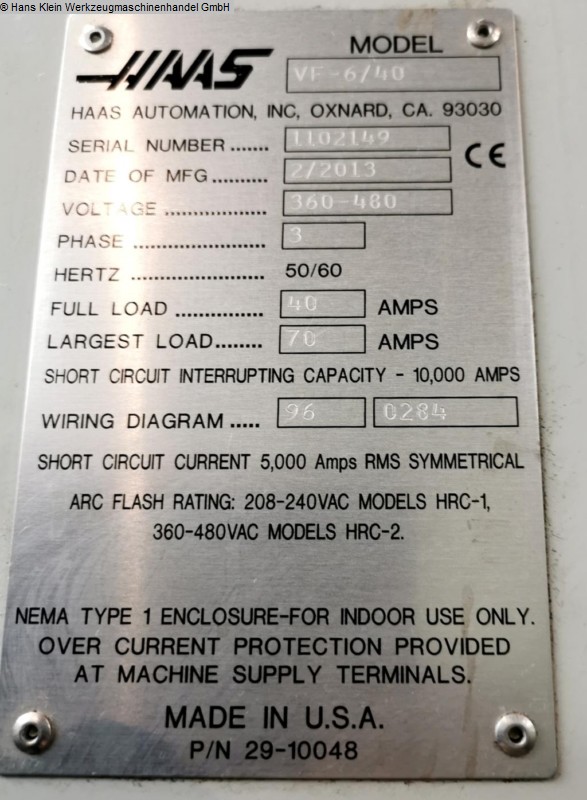 © Hans Klein Werkzeugmaschinenhandel GmbH
HAAS MODEL VF-6/40
HAAS AUTOMATION, INC, OXNARD, CA. 93030
SERIAL NUMBER ....... 1102149
DATE OF MFG ............ 2/2013 CE
VOLTAGE .................. 360-480
PHASE ....................... 3
HERTZ ....................... 50/60
FULL LOAD ............... 40 AMPS
LARGEST LOAD........ 70 AMPS
SHORT CIRCUIT INTERRUPTING CAPACITY - 10,000 AMPS
WIRING DIAGRAM ..... 96 0284
SHORT CIRCUIT CURRENT 5,000 Amps RMS SYMMETRICAL
ARC FLASH RATING: 208-240VAC MODELS HRC-1,
360-480VAC MODELS HRC-2.
NEMA TYPE 1 ENCLOSURE-FOR INDOOR USE ONLY.
OVER CURRENT PROTECTION PROVIDED
AT MACHINE SUPPLY TERMINALS.
MADE IN U.S.A.
P/N 29-10048